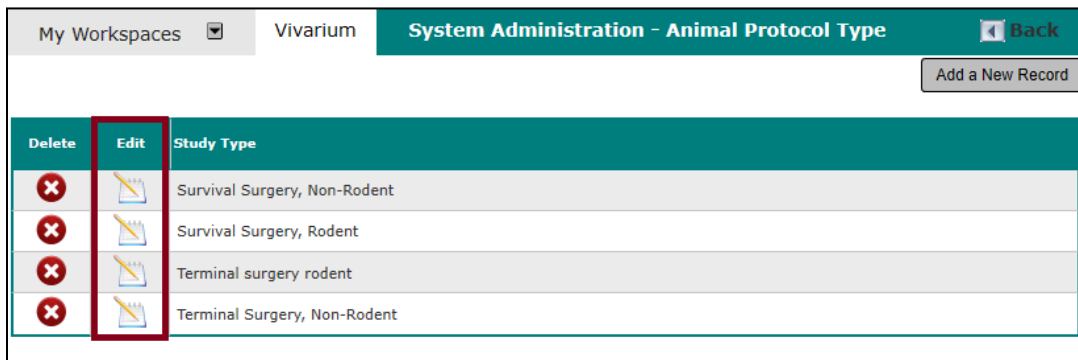 My Workspaces Vivarium System Administration - Animal Protocol Type Back
Add a New Record
Delete Edit Study Type
Survival Surgery, Non-Rodent
Survival Surgery, Rodent
Terminal surgery rodent
Terminal Surgery, Non-Rodent